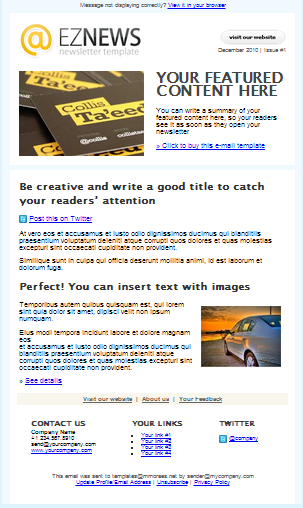 Message not displaying correctly? View it in your browser
@ EZNEWS
newsletter template
visit our website
December 2010 | Issue #1
Collis
Ta'eed
YOUR FEATURED
CONTENT HERE
You can write a summary of your
featured content here, so your readers
see it as soon as they open your
newsletter
» Click to buy this e-mail template
Be creative and write a good title to catch
your readers' attention
Post this on Twitter
At vero eos et accusamus et iusto odio dignissimos ducimus qui blanditiis
praesentium voluptatum deleniti atque corrupti quos dolores et quas molestias
excepturi sint occaecati cupiditate non provident.
Similique sunt in culpa qui officia deserunt mollitia animi, id est laborum et
dolorum fuga.
Perfect! You can insert text with images
Temporibus autem quibus quisquam est, qui lorem
sint quia dolor sit amet, dipisci velit non ipsum
numquam.
Eius modi tempora incidunt labore et dolore magnam
eos
et accusamus et iusto odio dignissimos ducimus qui
blanditiis praesentium voluptatum deleniti atque
corrupti quos dolores et quas molestias excepturi sint
occaecati cupiditate non provident.
» See details
Visit our website | About us | Your Feedback
CONTACT US
Company Name
+1 234.567.8910
send@yourcompany.com
www.yourcompany.com
YOUR LINKS
Your link #1
Your link #2
Your link #3
Your link #4
TWITTER
@company
This email was sent to templates@mmorses.net by sender@mycompany.com
Update Profile/Email Address | Unsubscribe | Privacy Policy